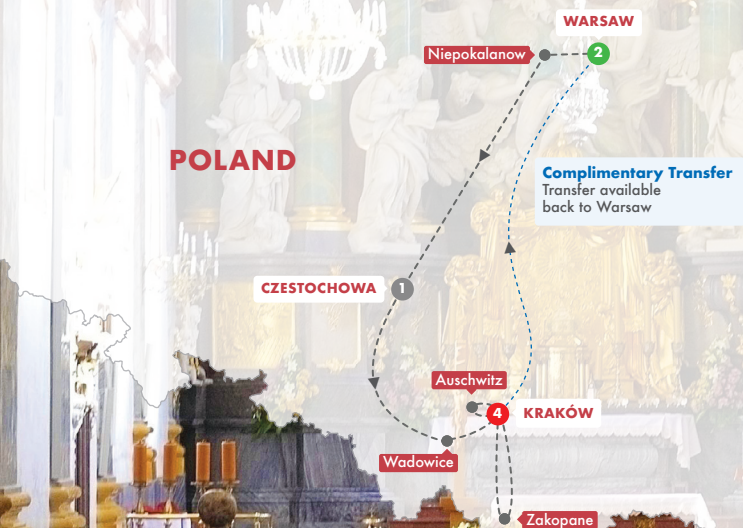 WARSAW
2
Niepokalanow
POLAND
Complimentary Transfer
Transfer available
back to Warsaw
CZESTOCHOWA
1
Auschwitz
4
KRAKÓW
Wadowice
Zakopane